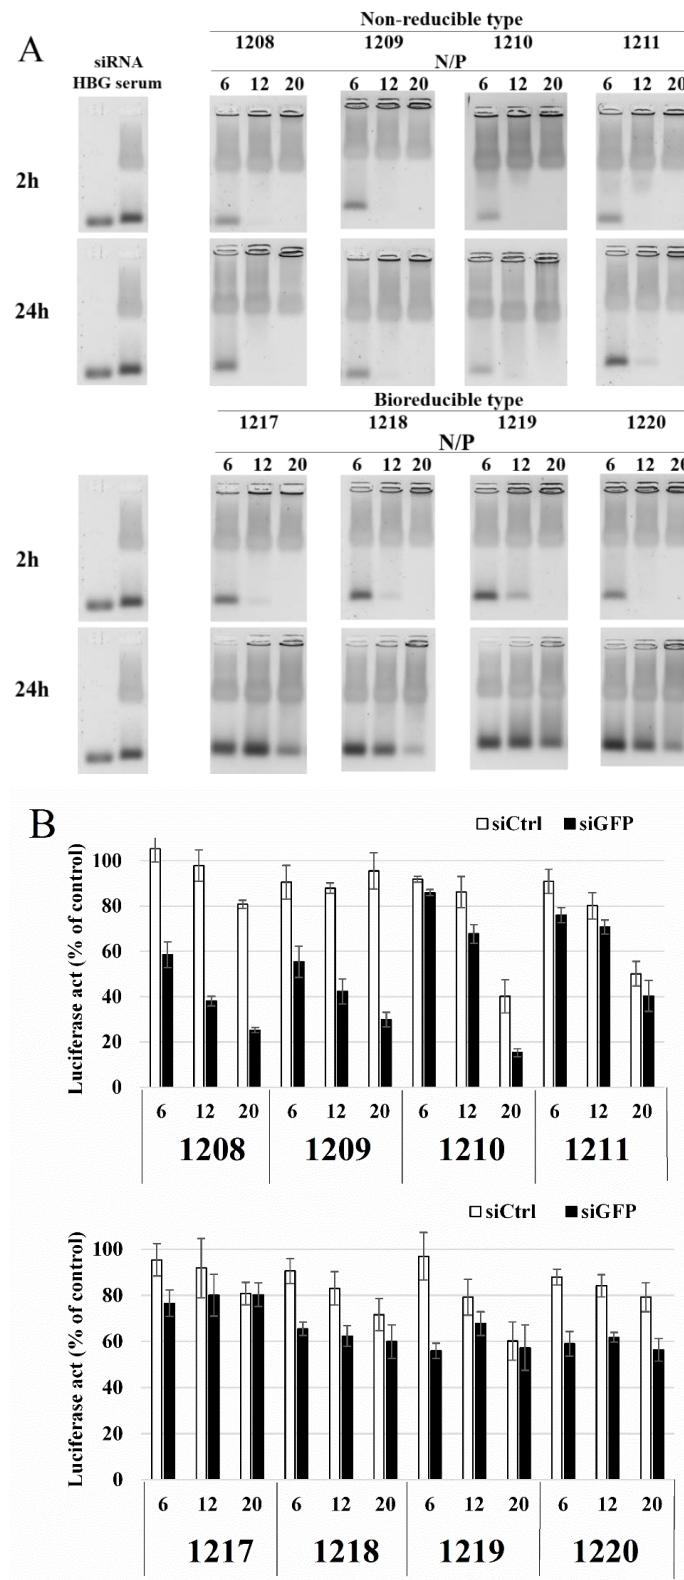 A
Non-reducible type
1208 1209 1210 1211
siRNA
N/P
HBG serum 6 12 20 6 12 20 6 12 20 6 12 20
2h
24h
Bioreducible type
1217 1218 1219 1220
N/P
6 12 20 6 12 20 6 12 20 6 12 20
2h
24h
B
siCtrl siGFP
Luciferase act (% of control)
100
80
60
40
20
0
6 12 20 6 12 20 6 12 20 6 12 20
1208 1209 1210 1211
siCtrl siGFP
Luciferase act (% of control)
100
80
60
40
20
0
6 12 20 6 12 20 6 12 20 6 12 20
1217 1218 1219 1220